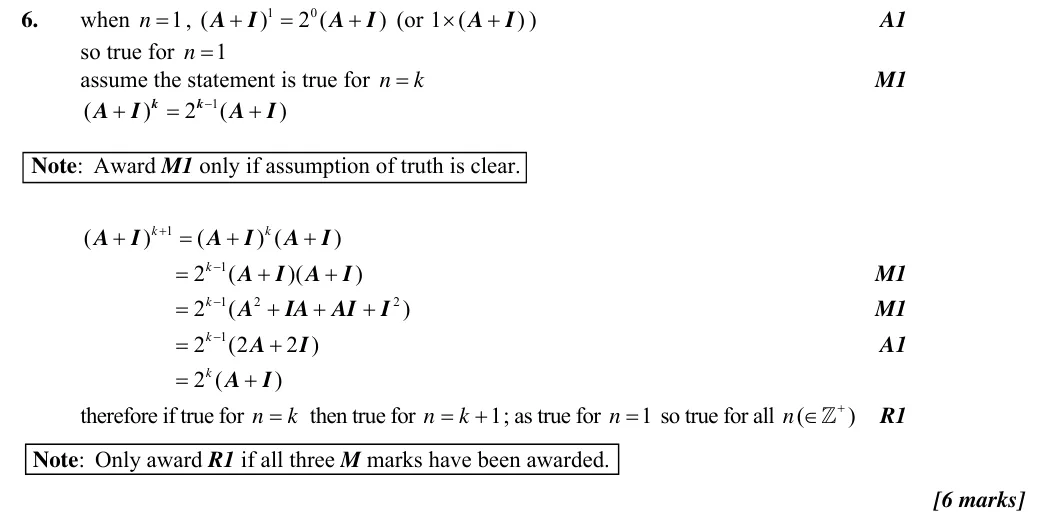 6. when n = 1, (A + I)¹ = 2⁰(A + I) (or 1×(A + I)) A1
so true for n = 1
assume the statement is true for n = k M1
(A + I)ᵏ = 2ᵏ⁻¹(A + I)
Note: Award M1 only if assumption of truth is clear.
(A + I)ᵏ⁺¹ = (A + I)ᵏ(A + I)
= 2ᵏ⁻¹(A + I)(A + I) M1
= 2ᵏ⁻¹(A² + IA + AI + I²) M1
= 2ᵏ⁻¹(2A + 2I) A1
= 2ᵏ(A + I)
therefore if true for n = k then true for n = k + 1; as true for n = 1 so true for all n(∈ ℤ⁺) R1
Note: Only award R1 if all three M marks have been awarded.
[6 marks]